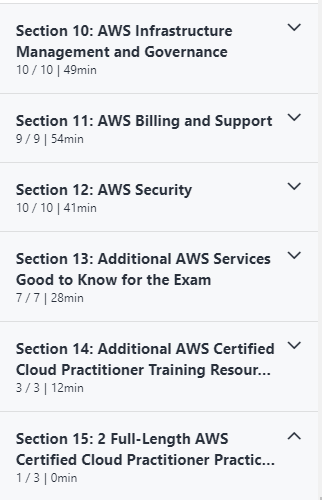 Section 10: AWS Infrastructure
Management and Governance
10 / 10 | 49min
Section 11: AWS Billing and Support
9 / 9 | 54min
Section 12: AWS Security
10 / 10 | 41min
Section 13: Additional AWS Services
Good to Know for the Exam
7 / 7 | 28min
Section 14: Additional AWS Certified
Cloud Practitioner Training Resour...
3 / 3 | 12min
Section 15: 2 Full-Length AWS
Certified Cloud Practitioner Practic...
1 / 3 | 0min